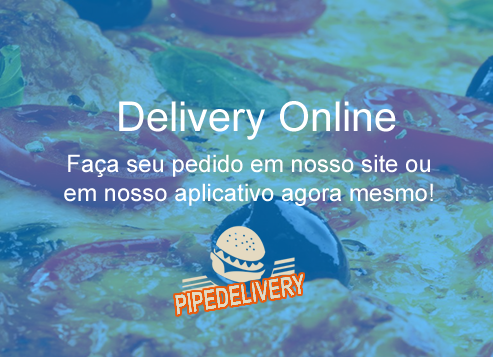 Delivery Online
Faça seu pedido em nosso site ou
em nosso aplicativo agora mesmo!
PIPEDELIVERY